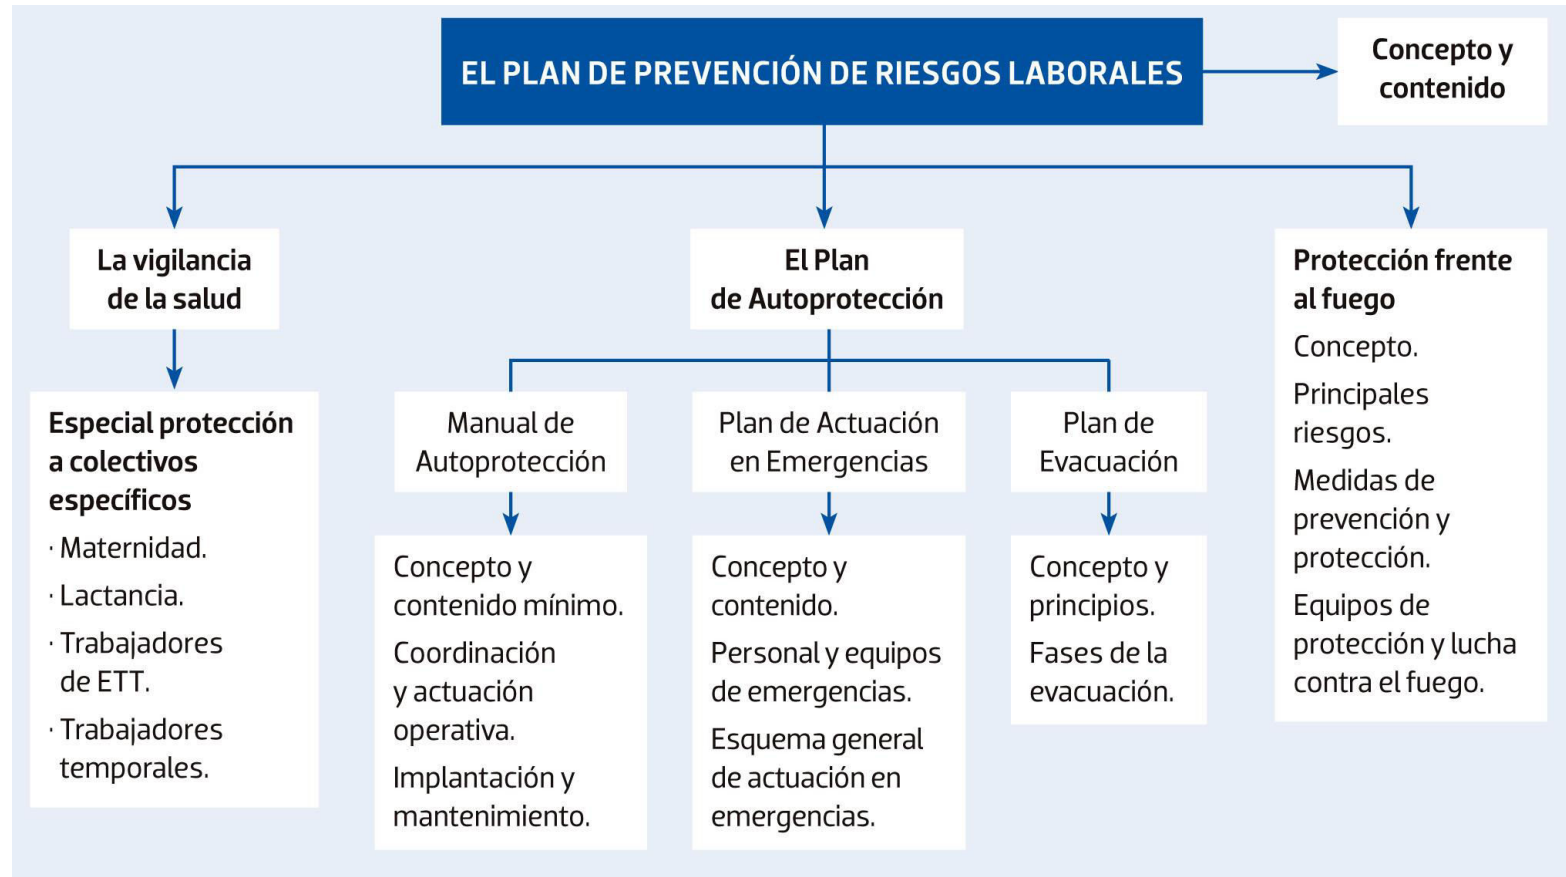 EL PLAN DE PREVENCIÓN DE RIESGOS LABORALES
Concepto y
contenido
La vigilancia
de la salud
Especial protección
a colectivos
específicos
· Maternidad.
· Lactancia.
· Trabajadores
de ETT.
· Trabajadores
temporales.
El Plan
de Autoprotección
Manual de
Autoprotección
Concepto y
contenido mínimo.
Coordinación
y actuación
operativa.
Implantación y
mantenimiento.
Plan de Actuación
en Emergencias
Concepto y
contenido.
Personal y equipos
de emergencias.
Esquema general
de actuación en
emergencias.
Plan de
Evacuación
Concepto y
principios.
Fases de la
evacuación.
Protección frente
al fuego
Concepto.
Principales
riesgos.
Medidas de
prevención y
protección.
Equipos de
protección y lucha
contra el fuego.